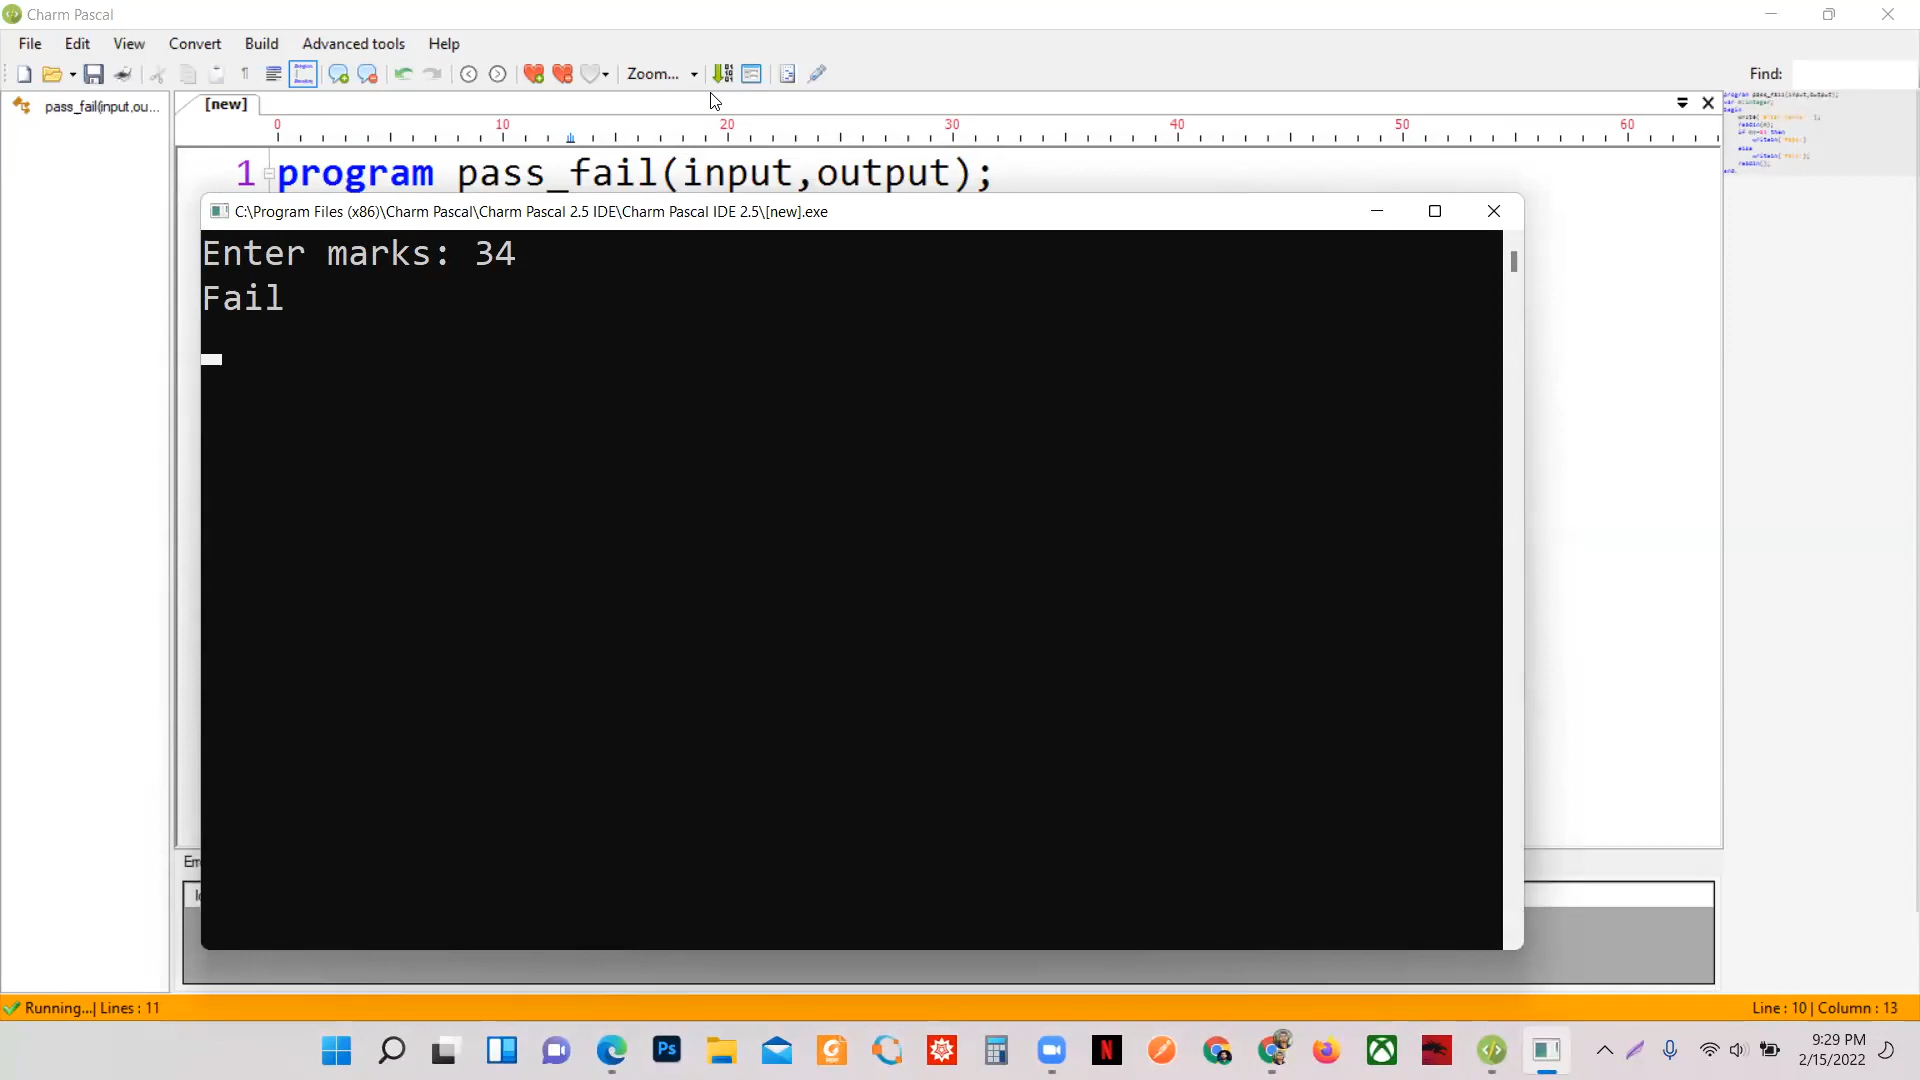 Charm Pascal
File Edit View Convert Build Advanced tools Help
Zoom... Find:
pass_fail(input,ou... [new]
0 10 20 30 40 50 60
1 program pass_fail(input,output);
C:\Program Files (x86)\Charm Pascal\Charm Pascal 2.5 IDE\Charm Pascal IDE 2.5\[new].exe
Enter marks: 34
Fail
Running...| Lines : 11 Line : 10 | Column : 13
Ps N
9:29 PM
2/15/2022